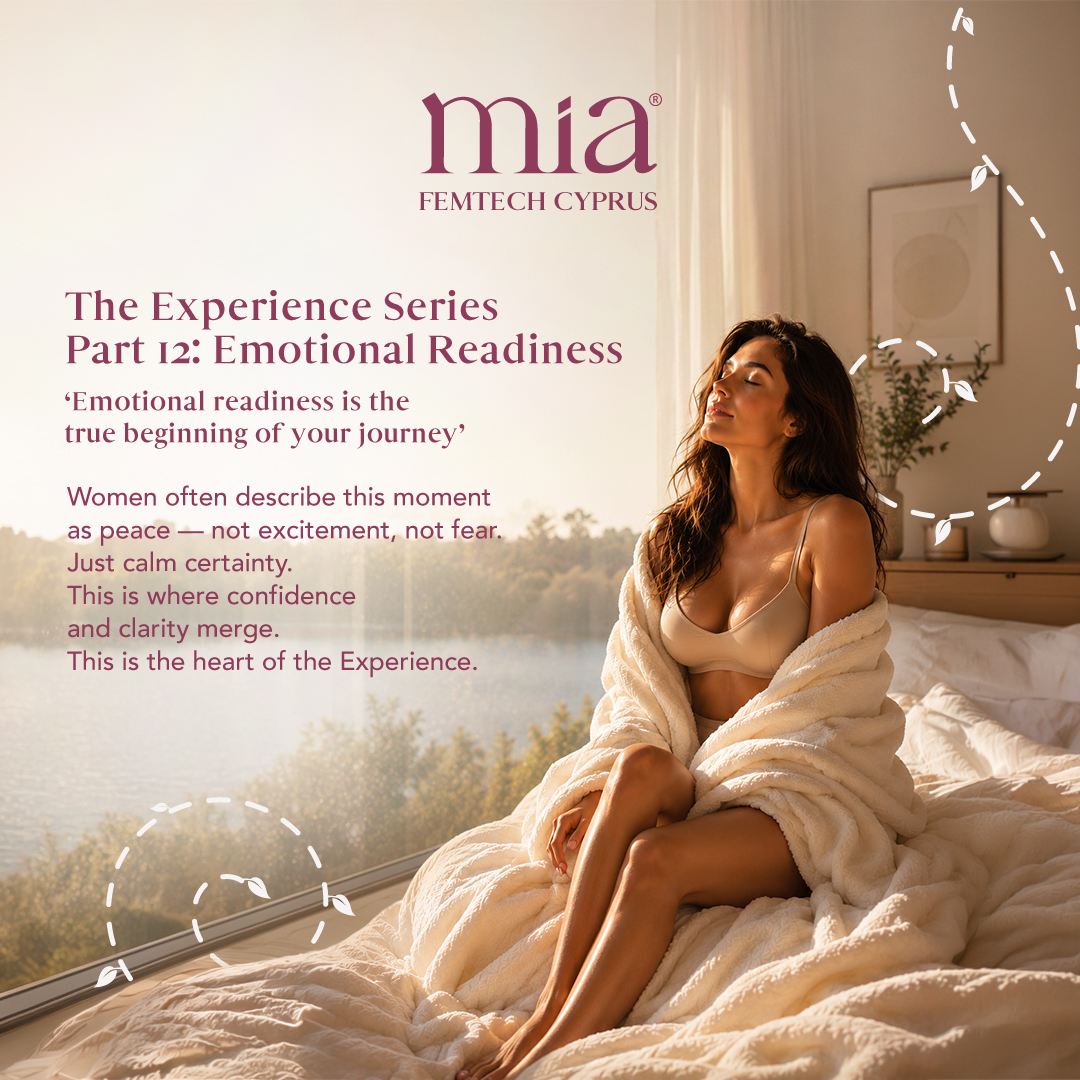 mia®
FEMTECH CYPRUS
The Experience Series
Part 12: Emotional Readiness
‘Emotional readiness is the
true beginning of your journey’
Women often describe this moment
as peace — not excitement, not fear.
Just calm certainty.
This is where confidence
and clarity merge.
This is the heart of the Experience.